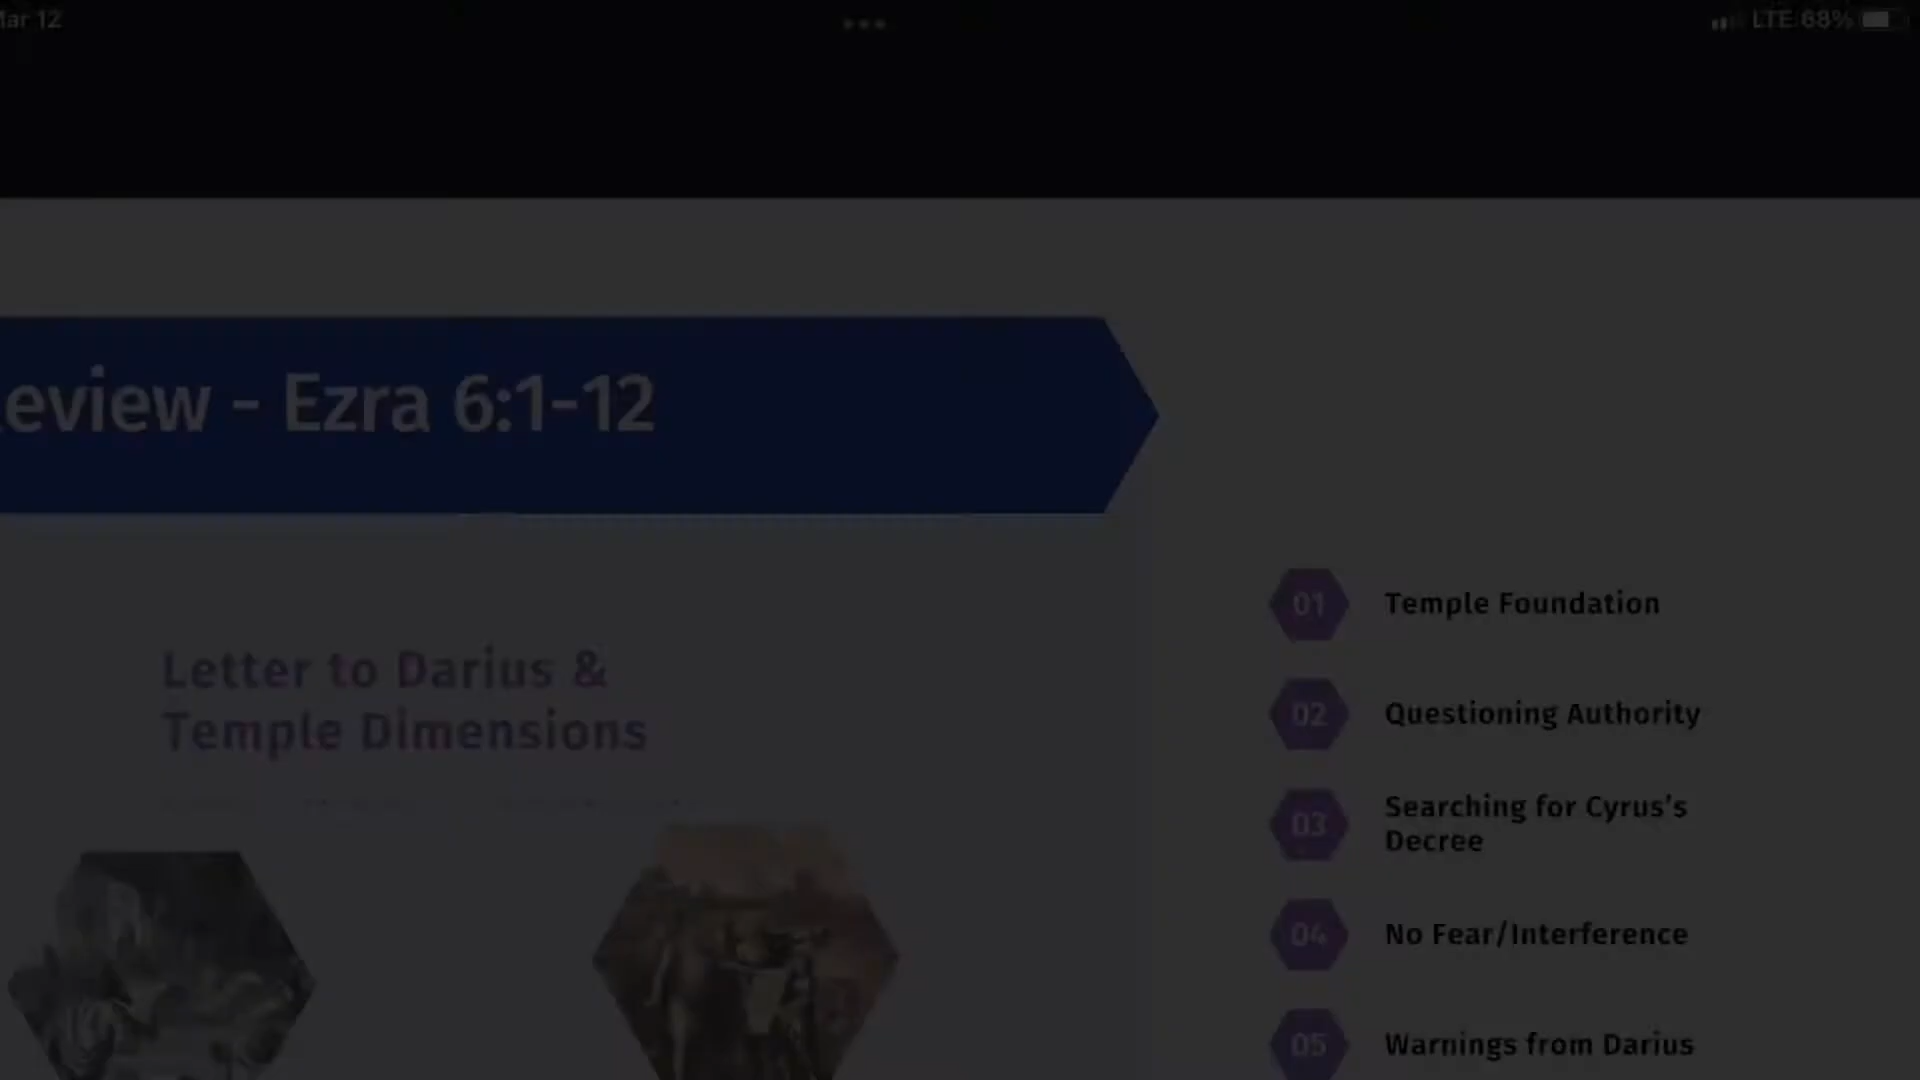 Mar 12
LTE 68%
eview - Ezra 6:1-12
Letter to Darius &
Temple Dimensions
01 Temple Foundation
02 Questioning Authority
03 Searching for Cyrus's
Decree
04 No Fear/Interference
05 Warnings from Darius